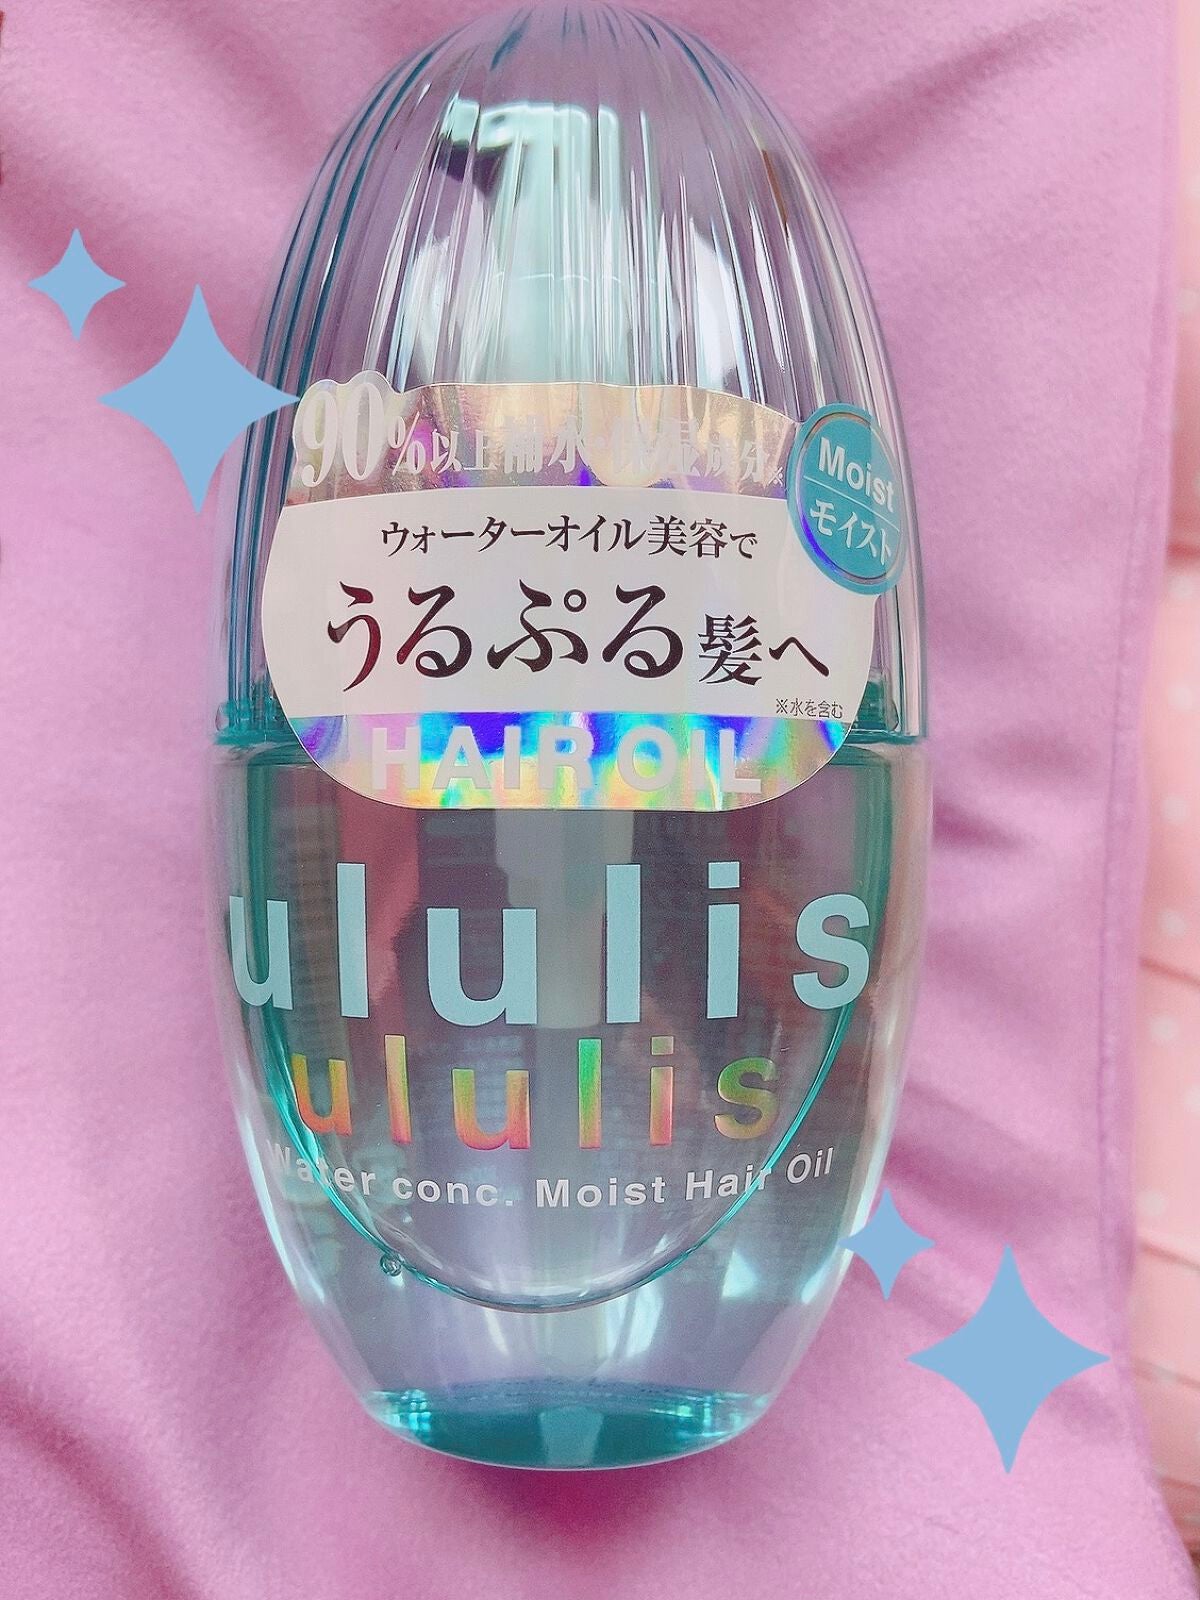 90%以上補水・保湿成分※
Moist
モイスト
ウォーターオイル美容で
うるぷる髪へ
※水を含む
HAIR OIL
ululis
ululis
Water conc. Moist Hair Oil